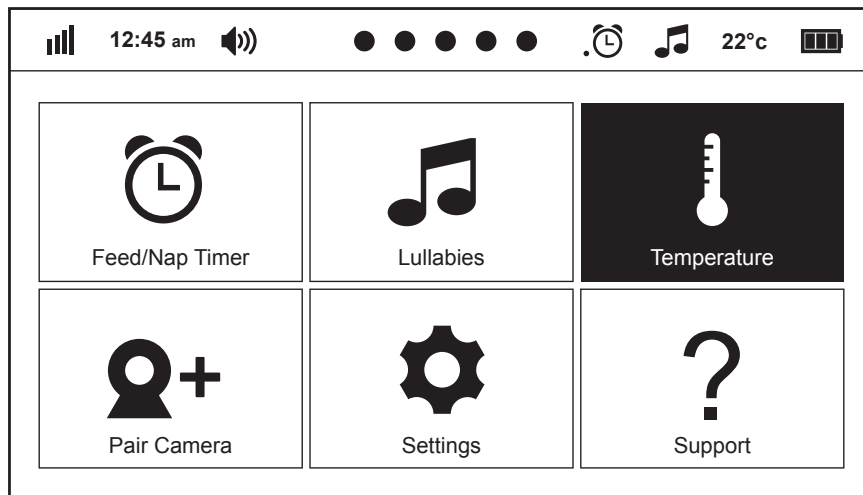 12:45 am 22°c
Feed/Nap Timer Lullabies Temperature
Pair Camera Settings Support